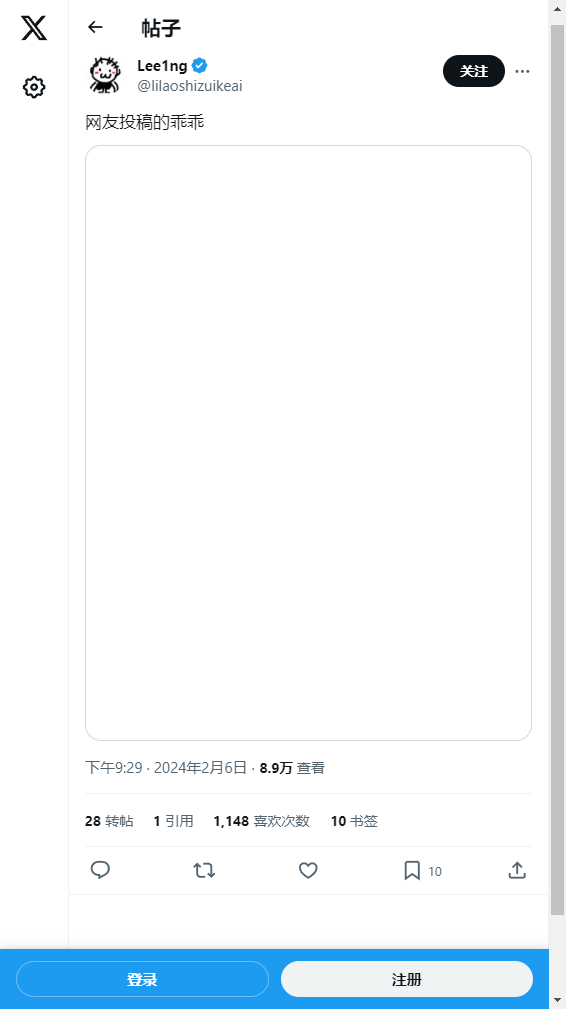 帖子
Lee1ng
@lilaoshizuikeai
关注
网友投稿的乖乖
下午9:29 · 2024年2月6日 · 8.9万 查看
28 转帖 1 引用 1,148 喜欢次数 10 书签
10
登录
注册